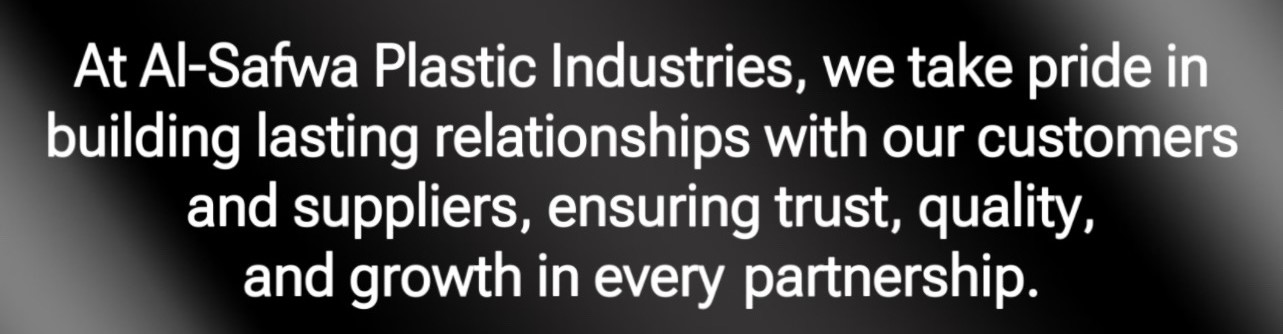 At Al-Safwa Plastic Industries, we take pride in
building lasting relationships with our customers
and suppliers, ensuring trust, quality,
and growth in every partnership.